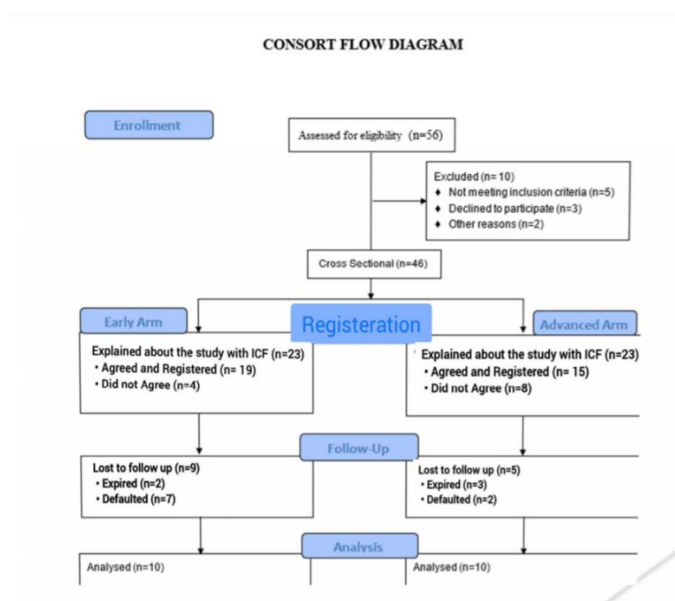 CONSORT FLOW DIAGRAM
Enrollment
Assessed for eligibility (n=56)
Excluded (n= 10)
♦ Not meeting inclusion criteria (n=5)
♦ Declined to participate (n=3)
♦ Other reasons (n=2)
Cross Sectional (n=46)
Registeration
Early Arm
Explained about the study with ICF (n=23)
• Agreed and Registered (n= 19)
• Did not Agree (n=4)
Advanced Arm
Explained about the study with ICF (n=23)
• Agreed and Registered (n= 15)
• Did not Agree (n=8)
Follow-Up
Lost to follow up (n=9)
• Expired (n=2)
• Defaulted (n=7)
Lost to follow up (n=5)
• Expired (n=3)
• Defaulted (n=2)
Analysis
Analysed (n=10)
Analysed (n=10)